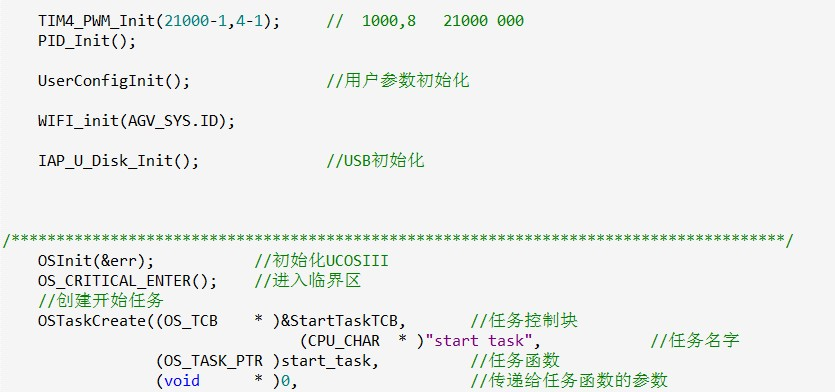 TIM4_PWM_Init(21000-1,4-1);     //  1000,8   21000 000
PID_Init();
UserConfigInit();               //用户参数初始化
WIFI_init(AGV_SYS.ID);
IAP_U_Disk_Init();              //USB初始化
/****************************************************************************************/
OSInit(&err);           //初始化UCOSIII
OS_CRITICAL_ENTER();    //进入临界区
//创建开始任务
OSTaskCreate((OS_TCB    * )&StartTaskTCB,       //任务控制块
(CPU_CHAR  * )"start task",            //任务名字
(OS_TASK_PTR )start_task,          //任务函数
(void      * )0,                   //传递给任务函数的参数